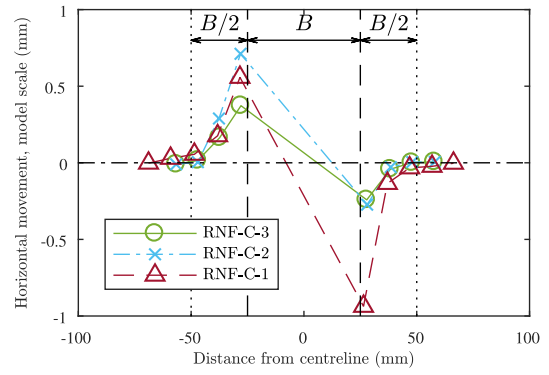 B/2 B B/2
1
0.5
0
-0.5
-1
Horizontal movement, model scale (mm)
RNF-C-3
RNF-C-2
RNF-C-1
-100 -50 0 50 100
Distance from centreline (mm)